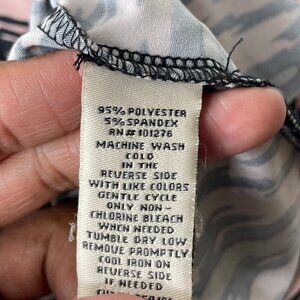 95% POLYESTER
5% SPANDEX
RN# 101276
MACHINE WASH
COLD
IN THE
REVERSE SIDE
WITH LIKE COLORS
GENTLE CYCLE
ONLY NON-
CHLORINE BLEACH
WHEN NEEDED
TUMBLE DRY LOW
REMOVE PROMPTLY
COOL IRON ON
REVERSE SIDE
IF NEEDED